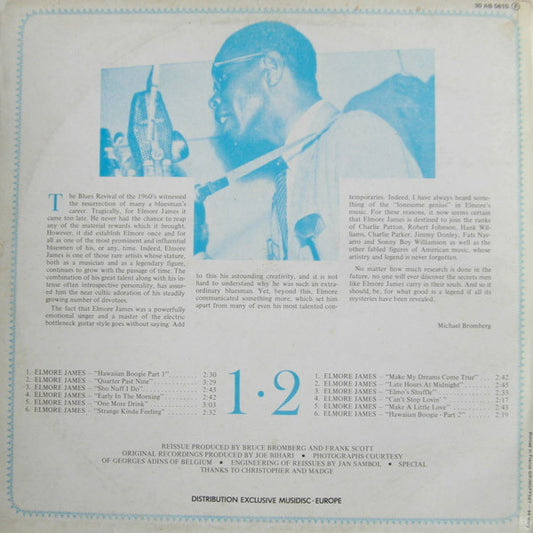 30 AM 5615
The Blues Revival of the 1960's witnessed
the resurrection of many a bluesman's
career. Tragically, for Elmore James it
came too late. He never had the chance to reap
any of the material rewards which it brought.
However, it did establish Elmore once and for
all as one of the most prominent and influential
bluesmen of his, or any, time. Indeed, Elmore
James is one of those rare artists whose stature,
both as a musician and as a legendary figure,
continues to grow with the passage of time. The
combination of his great talent along with his in-
tense often introspective personality, has assur-
ed him the near cultic adoration of his steadily
growing number of devotees.
The fact that Elmore James was a powerfully
emotional singer and a master of the electric
bottleneck guitar style goes without saying. Add
to this his astounding creativity, and it is not
hard to understand why he was such an extra-
ordinary bluesman. Yet, beyond this, Elmore
communicated something more, which set him
apart from many of even his most talented con-
tempitaries. Indeed, I have always heard some-
thing of the "lonesome genius" in Elmore's
music. For these reasons, it now seems certain
that Elmore James is destined to join the ranks
of Charlie Patton, Robert Johnson, Hank Wil-
liams, Charlie Parker, Jimmy Donley, Fats Nav-
arro and Sonny Boy Williamson as well as the
other fabled figures of American music, whose
artistry and legend is never forgotten.
No matter how much research is done in the
future, no one will ever discover the secrets men
like Elmore James carry in their souls. And so it
should, be, for what good is a legend if all its
mysteries have been revealed.
Michael Bromberg
1. ELMORE JAMES – "Hawaiian Boogie Part 1" 2:30
2. ELMORE JAMES – "Quarter Past Nine" 3:29
3. ELMORE JAMES – "Sho Nuff I Do" 2:43
4. ELMORE JAMES – "Early In The Morning" 2:42
5. ELMORE JAMES – "One More Drink" 3:03
6. ELMORE JAMES – "Strange Kinda Feeling" 2:32
1·2
1. ELMORE JAMES – "Make My Dreams Come True" 2:42
2. ELMORE JAMES – "Late Hours At Midnight" 2:45
3. ELMORE JAMES – "Elmo's Shuffle" 2:33
4. ELMORE JAMES – "Can't Stop Lovin'" 2:17
5. ELMORE JAMES – "Make A Little Love" 2:43
6. ELMORE JAMES – "Hawaiian Boogie - Part 2" 2:19
REISSUE PRODUCED BY BRUCE BROMBERG AND FRANK SCOTT
ORIGINAL RECORDINGS PRODUCED BY JOE BIHARI • PHOTOGRAPHS COURTESY
OF GEORGES ADINS OF BELGIUM • ENGINEERING OF REISSUES BY JAN SAMBOL • SPECIAL
THANKS TO CHRISTOPHER AND MADGE
DISTRIBUTION EXCLUSIVE MUSIDISC - EUROPE